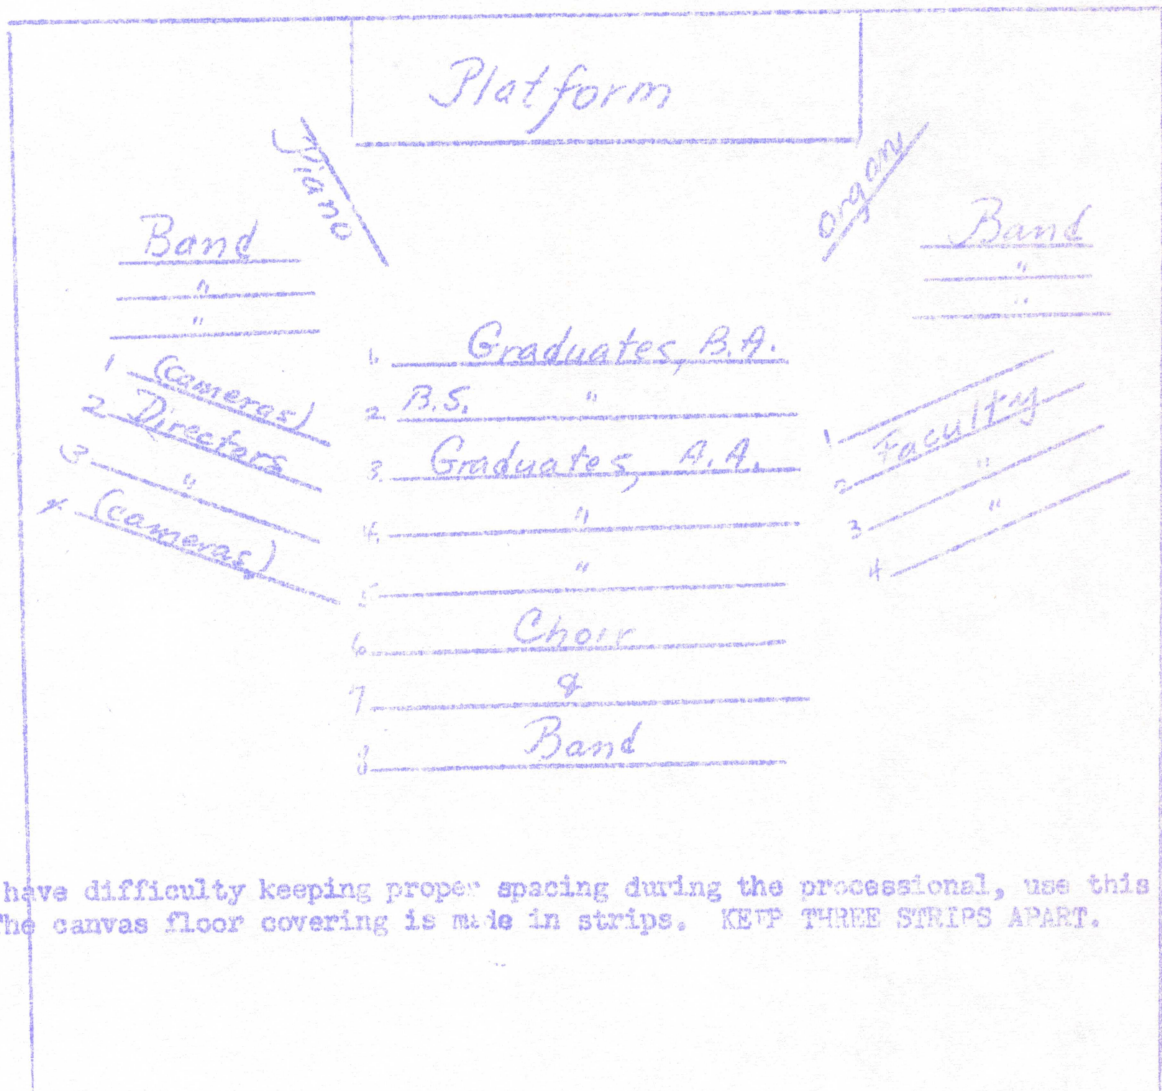 Platform
Piano
Organ
Band
"
"
Band
"
"
1 (cameras)
2 Directors
3 "
x (cameras)
1. Graduates, B.A.
2 B.S. "
3. Graduates, A.A.
4. "
5 "
6 Choir
7 &
8 Band
1
2 Faculty
3 "
4 "
have difficulty keeping proper spacing during the processional, use this
The canvas floor covering is made in strips. KEEP THREE STRIPS APART.